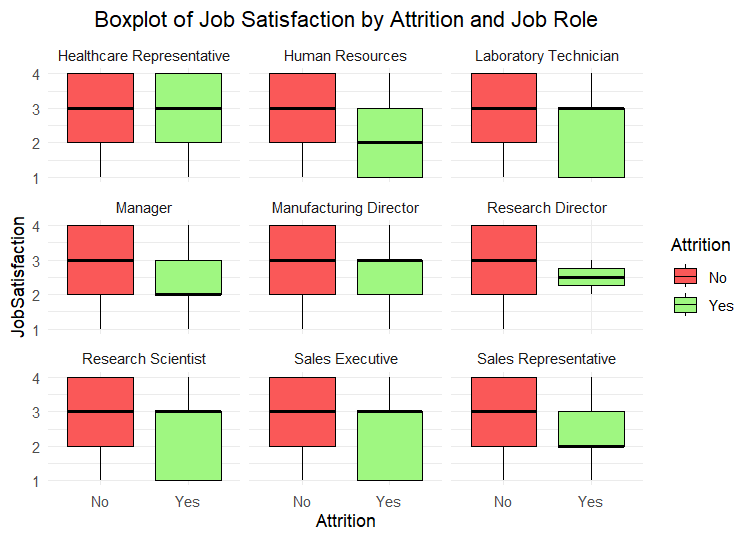 Boxplot of Job Satisfaction by Attrition and Job Role
Healthcare Representative
Human Resources
Laboratory Technician
4
3
2
1
Manager
Manufacturing Director
Research Director
4
3
2
1
Research Scientist
Sales Executive
Sales Representative
4
3
2
1
No
Yes
No
Yes
No
Yes
Attrition
JobSatisfaction
Attrition
No
Yes